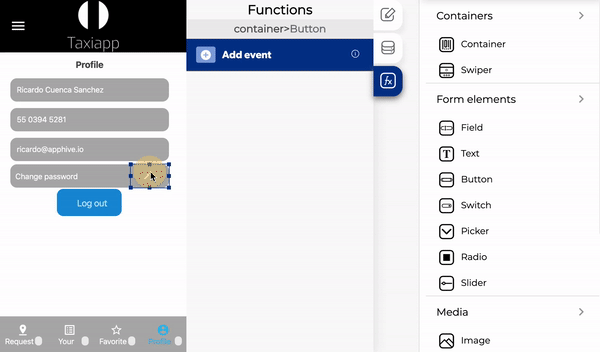 Taxiapp
Profile
Ricardo Cuenca Sanchez
55 0394 5281
ricardo@apphive.io
Change password
Log out
Request
Your
Favorite
Profile
Functions
container>Button
Add event
fx
Containers
Container
Swiper
Form elements
Field
Text
Button
Switch
Picker
Radio
Slider
Media
Image